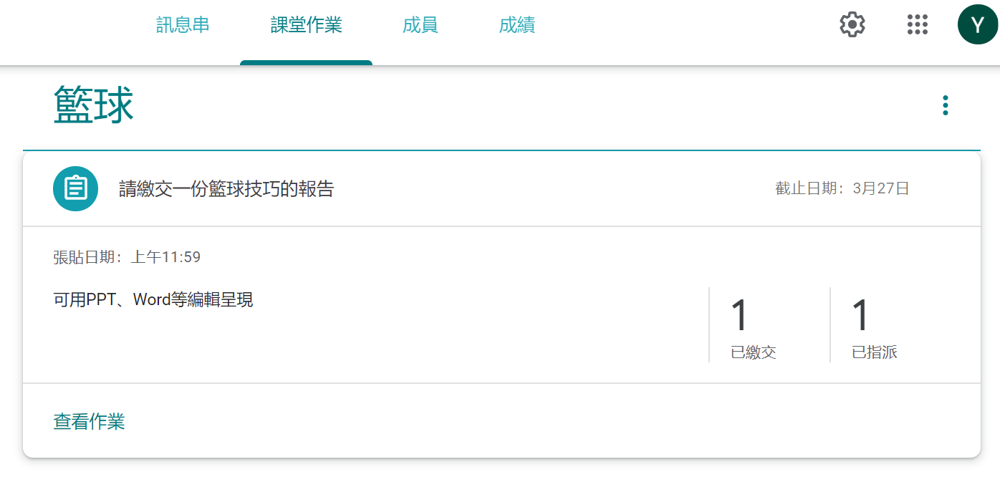 訊息串 課堂作業 成員 成績 Y
籃球
請繳交一份籃球技巧的報告 截止日期：3月27日
張貼日期：上午11:59
可用PPT、Word等編輯呈現
1 1
已繳交 已指派
查看作業